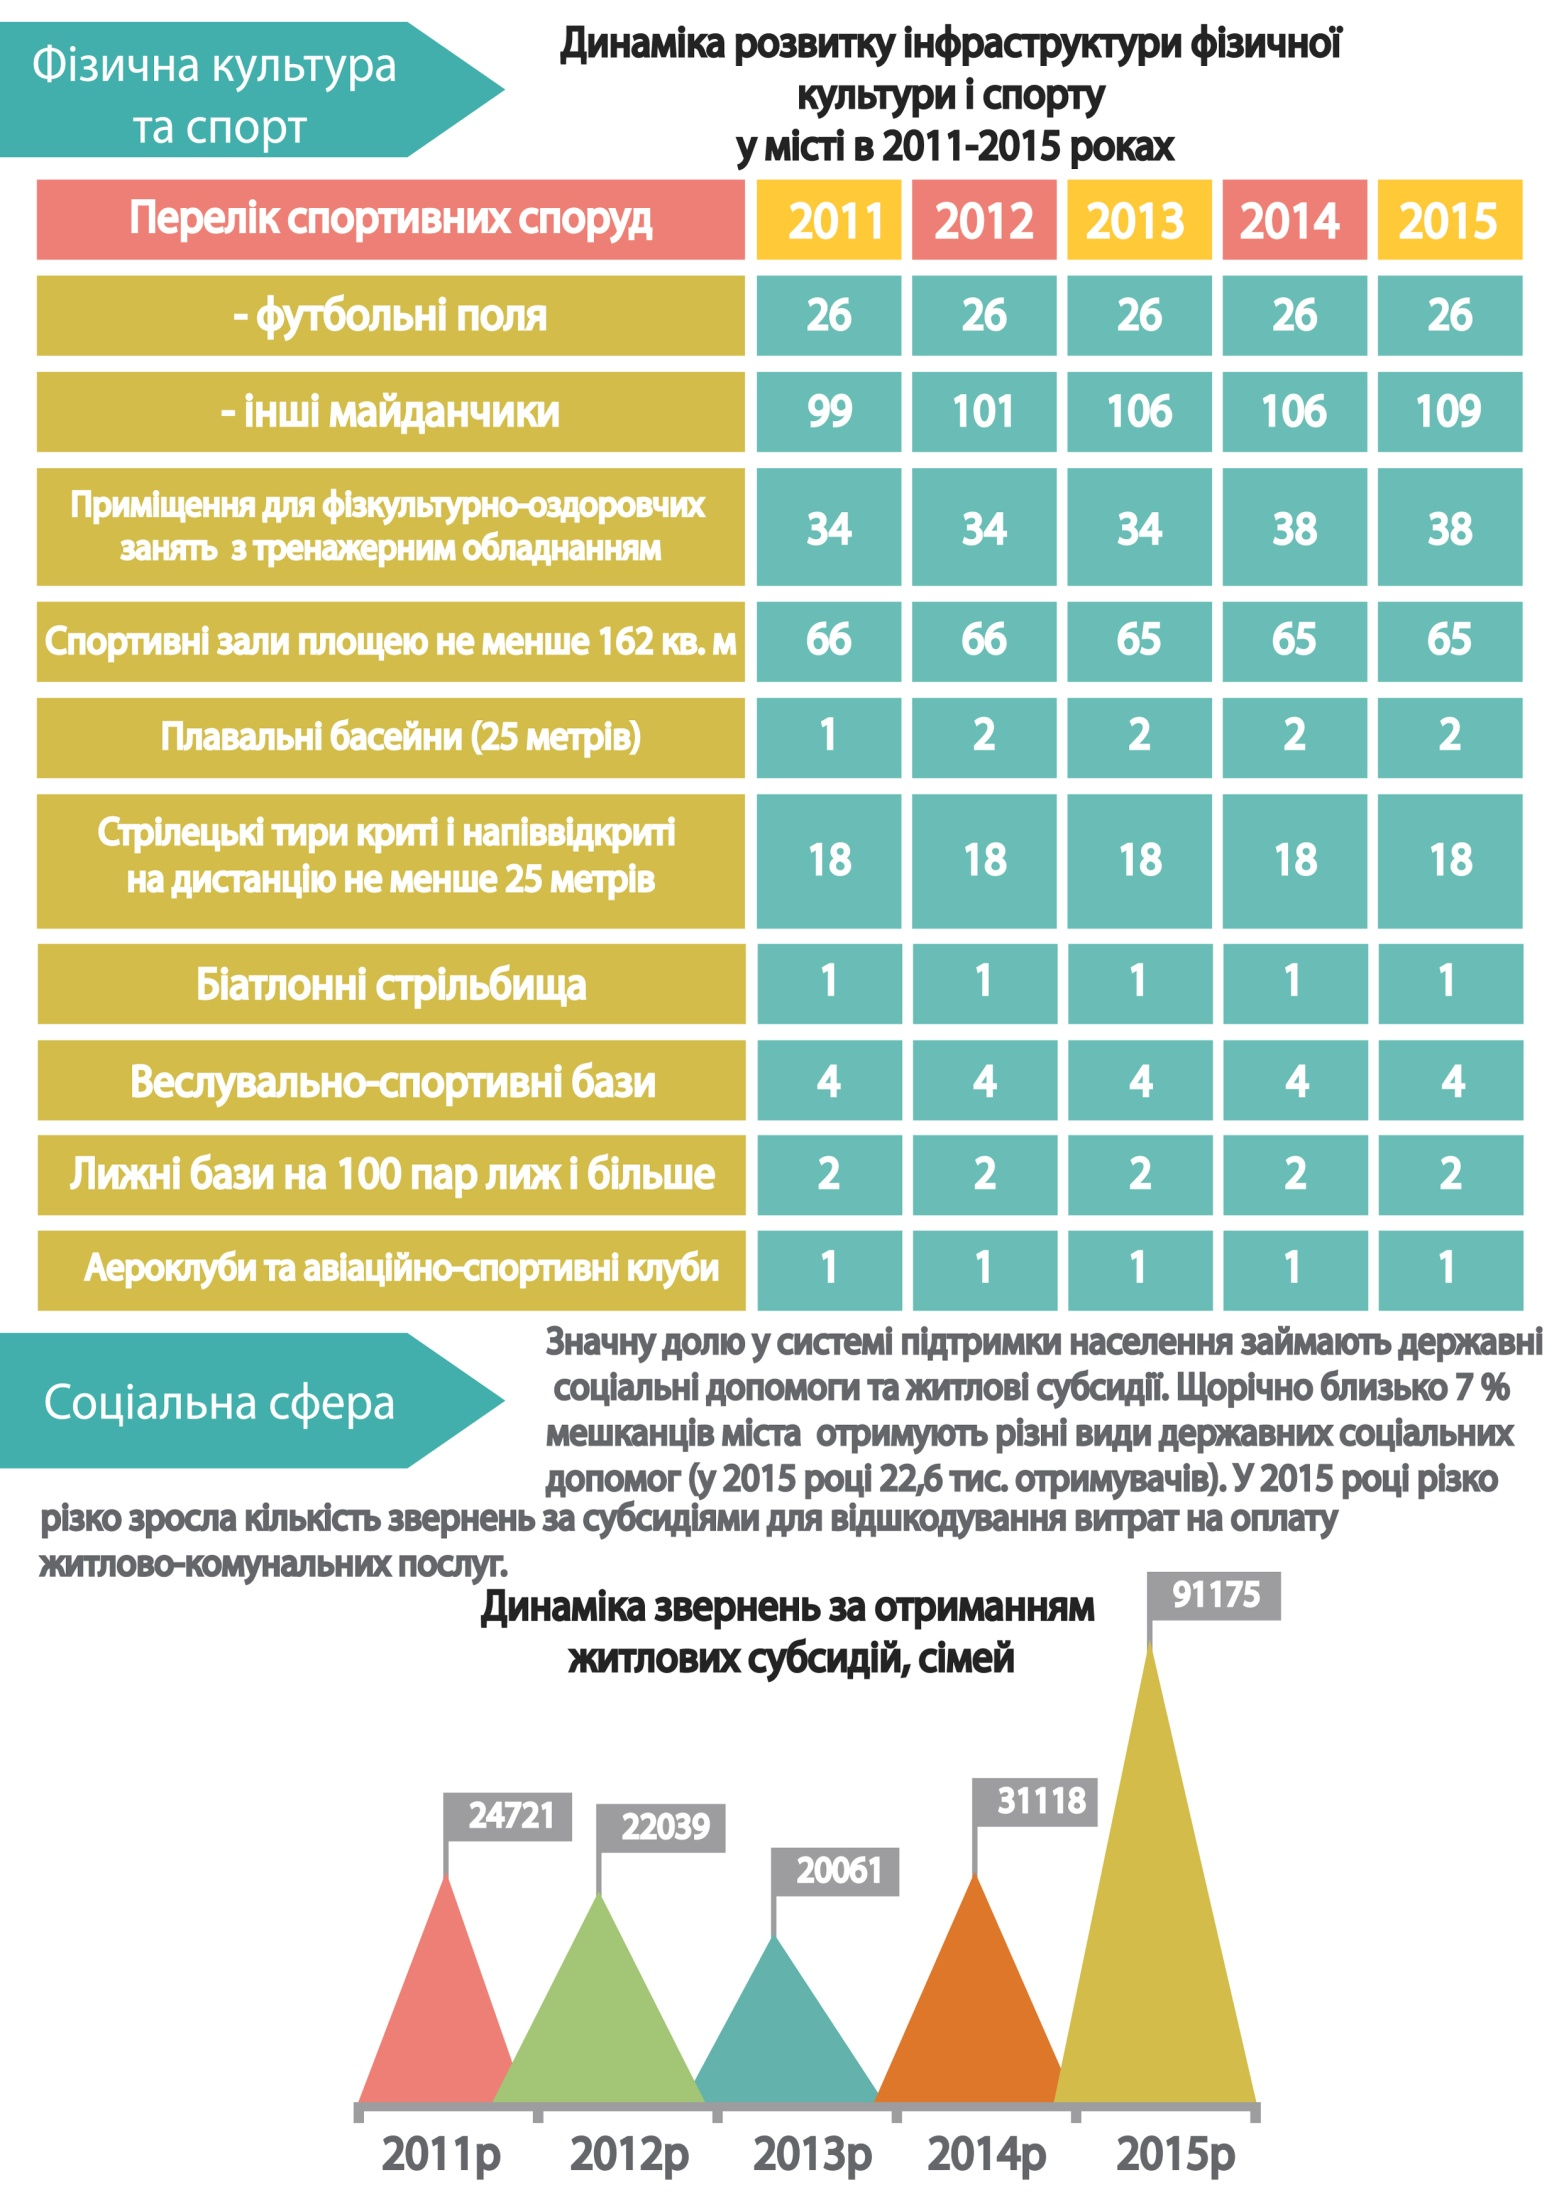 Фізична культура
та спорт
Динаміка розвитку інфраструктури фізичної
культури і спорту
у місті в 2011-2015 роках
Перелік спортивних споруд 2011 2012 2013 2014 2015
- футбольні поля 26 26 26 26 26
- інші майданчики 99 101 106 106 109
Приміщення для фізкультурно-оздоровчих
занять з тренажерним обладнанням 34 34 34 38 38
Спортивні зали площею не менше 162 кв. м 66 66 65 65 65
Плавальні басейни (25 метрів) 1 2 2 2 2
Стрілецькі тири криті і напіввідкриті
на дистанцію не менше 25 метрів 18 18 18 18 18
Біатлонні стрільбища 1 1 1 1 1
Веслувально-спортивні бази 4 4 4 4 4
Лижні бази на 100 пар лиж і більше 2 2 2 2 2
Аероклуби та авіаційно-спортивні клуби 1 1 1 1 1
Соціальна сфера
Значну долю у системі підтримки населення займають державні
соціальні допомоги та житлові субсидії. Щорічно близько 7 %
мешканців міста отримують різні види державних соціальних
допомог (у 2015 році 22,6 тис. отримувачів). У 2015 році різко
різко зросла кількість звернень за субсидіями для відшкодування витрат на оплату
житлово-комунальних послуг.
Динаміка звернень за отриманням
житлових субсидій, сімей
91175
24721
22039
20061
31118
2011р 2012р 2013р 2014р 2015р